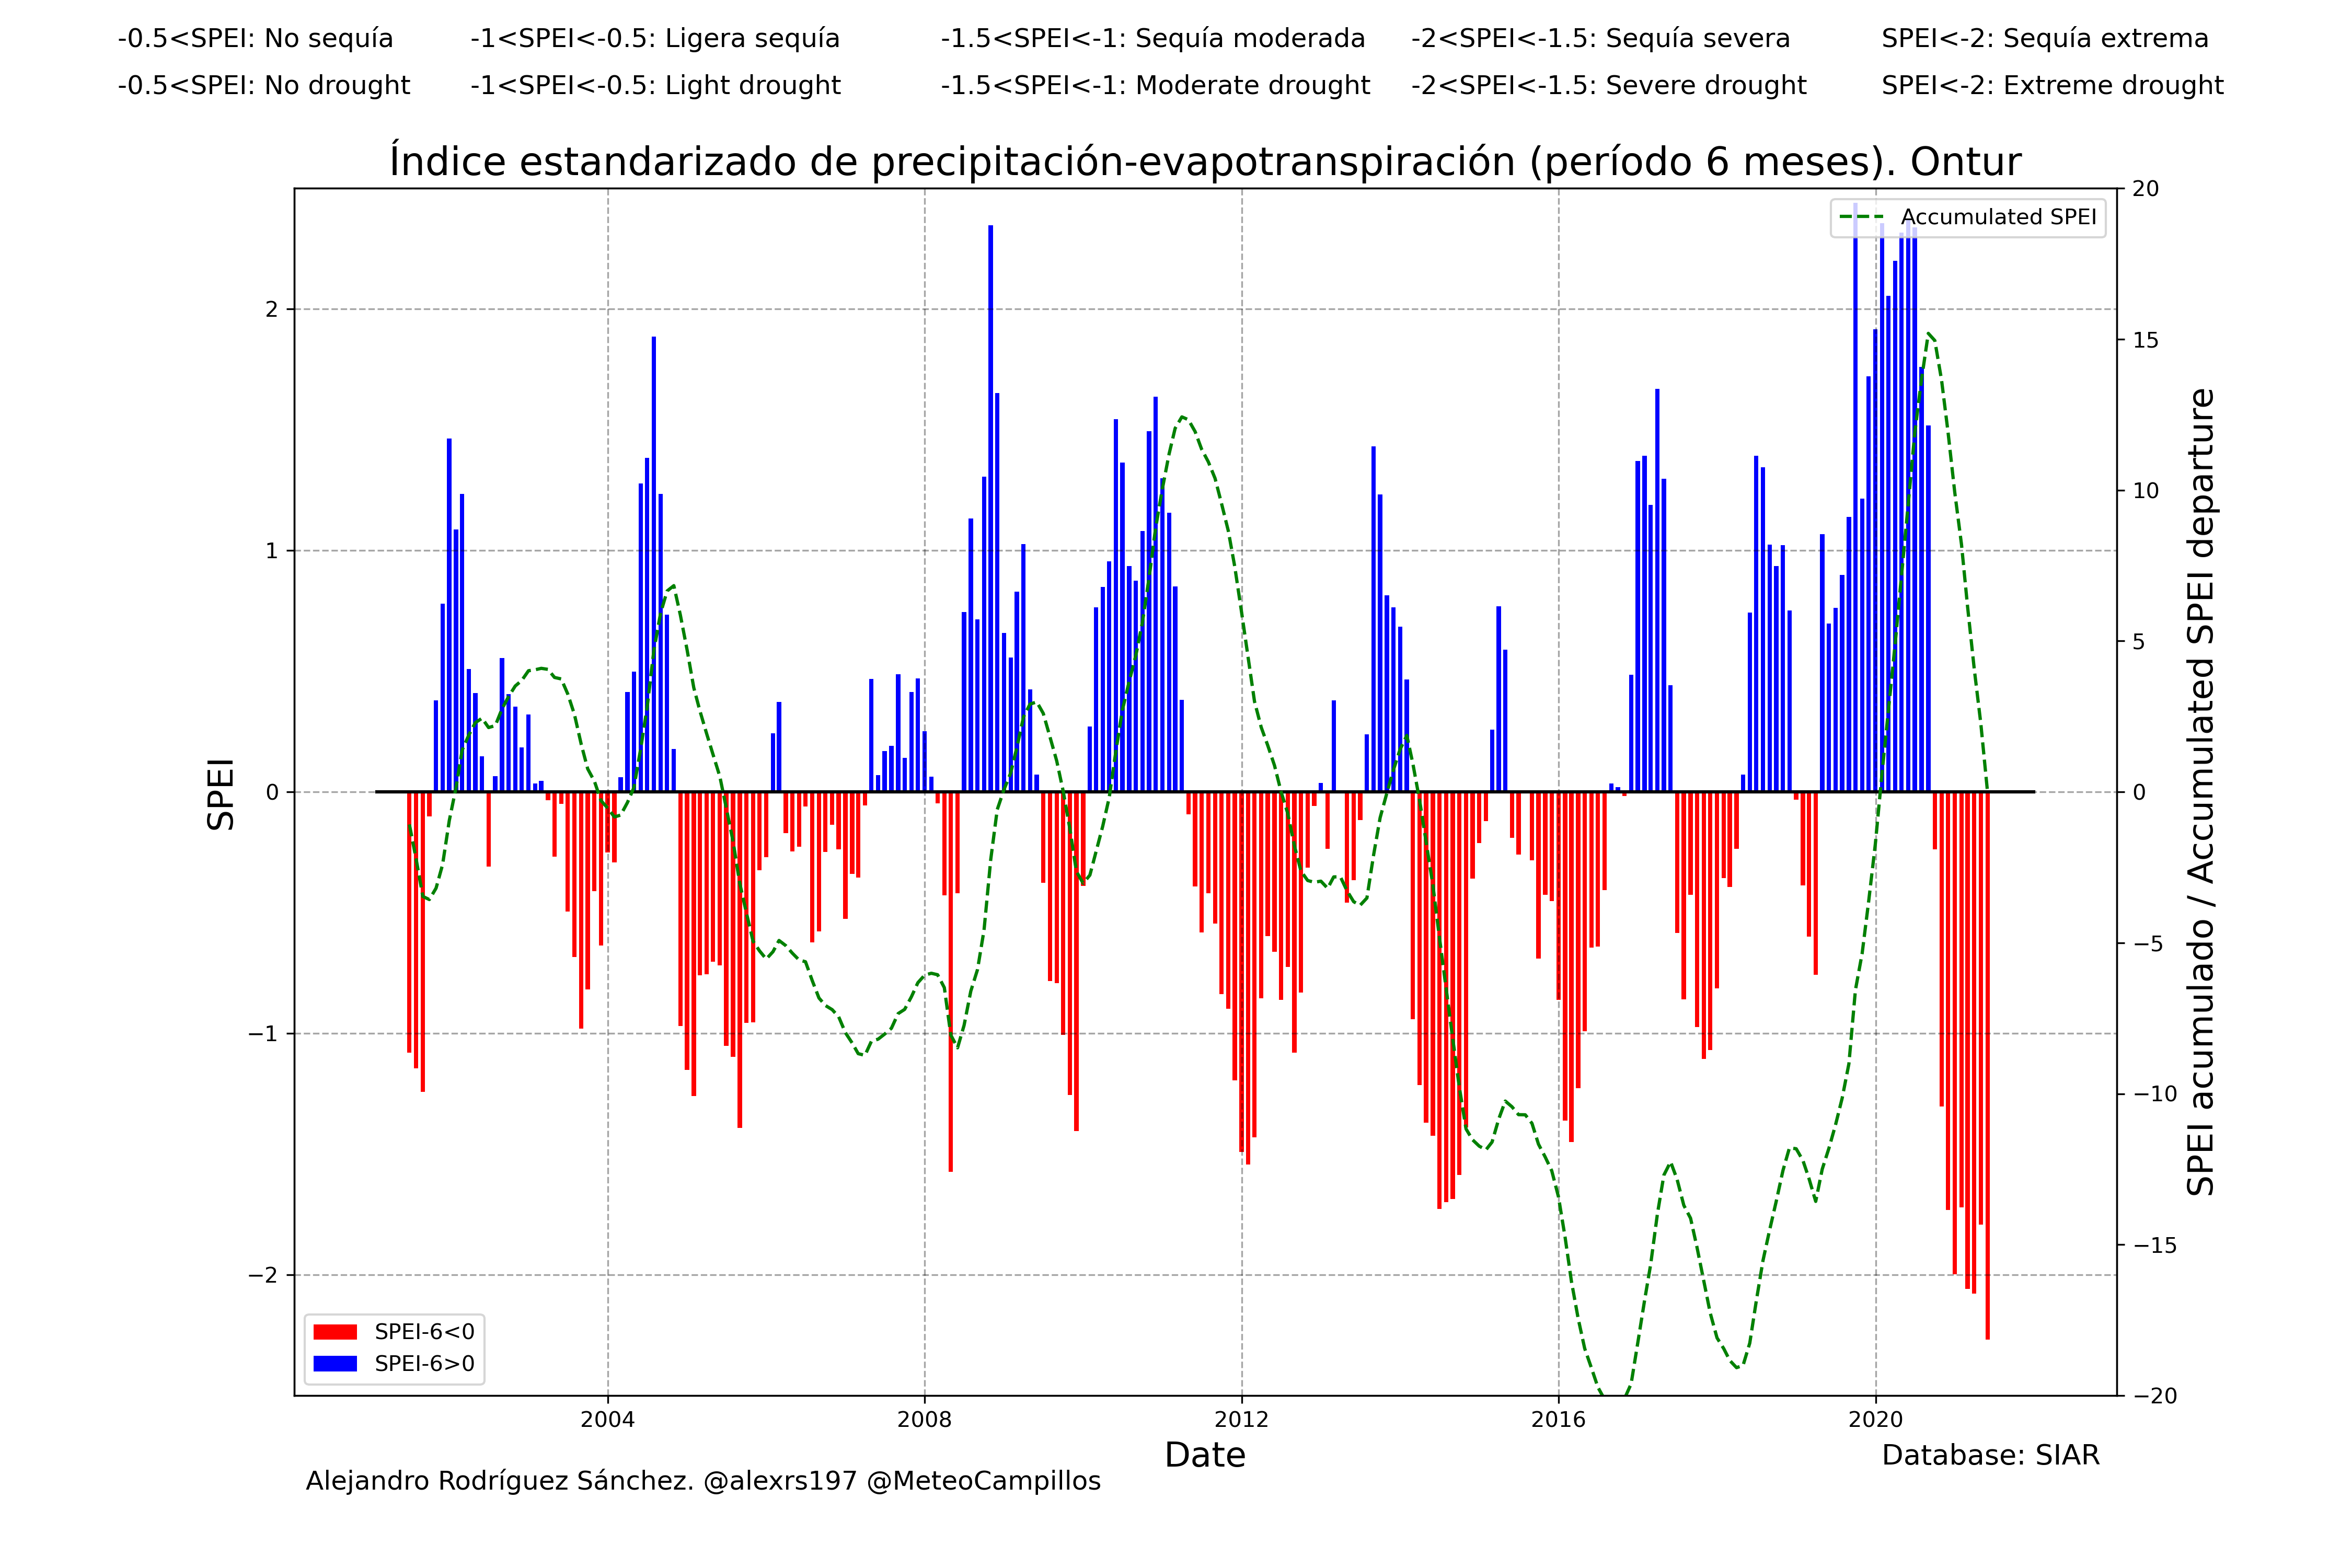 -0.5<SPEI: No sequía -1<SPEI<-0.5: Ligera sequía -1.5<SPEI<-1: Sequía moderada -2<SPEI<-1.5: Sequía severa SPEI<-2: Sequía extrema
-0.5<SPEI: No drought -1<SPEI<-0.5: Light drought -1.5<SPEI<-1: Moderate drought -2<SPEI<-1.5: Severe drought SPEI<-2: Extreme drought
Índice estandarizado de precipitación-evapotranspiración (período 6 meses). Ontur
Accumulated SPEI
SPEI
2
1
0
−1
−2
20
15
10
5
0
−5
−10
−15
−20
SPEI acumulado / Accumulated SPEI departure
SPEI-6<0
SPEI-6>0
2004 2008 2012 2016 2020
Date
Database: SIAR
Alejandro Rodríguez Sánchez. @alexrs197 @MeteoCampillos